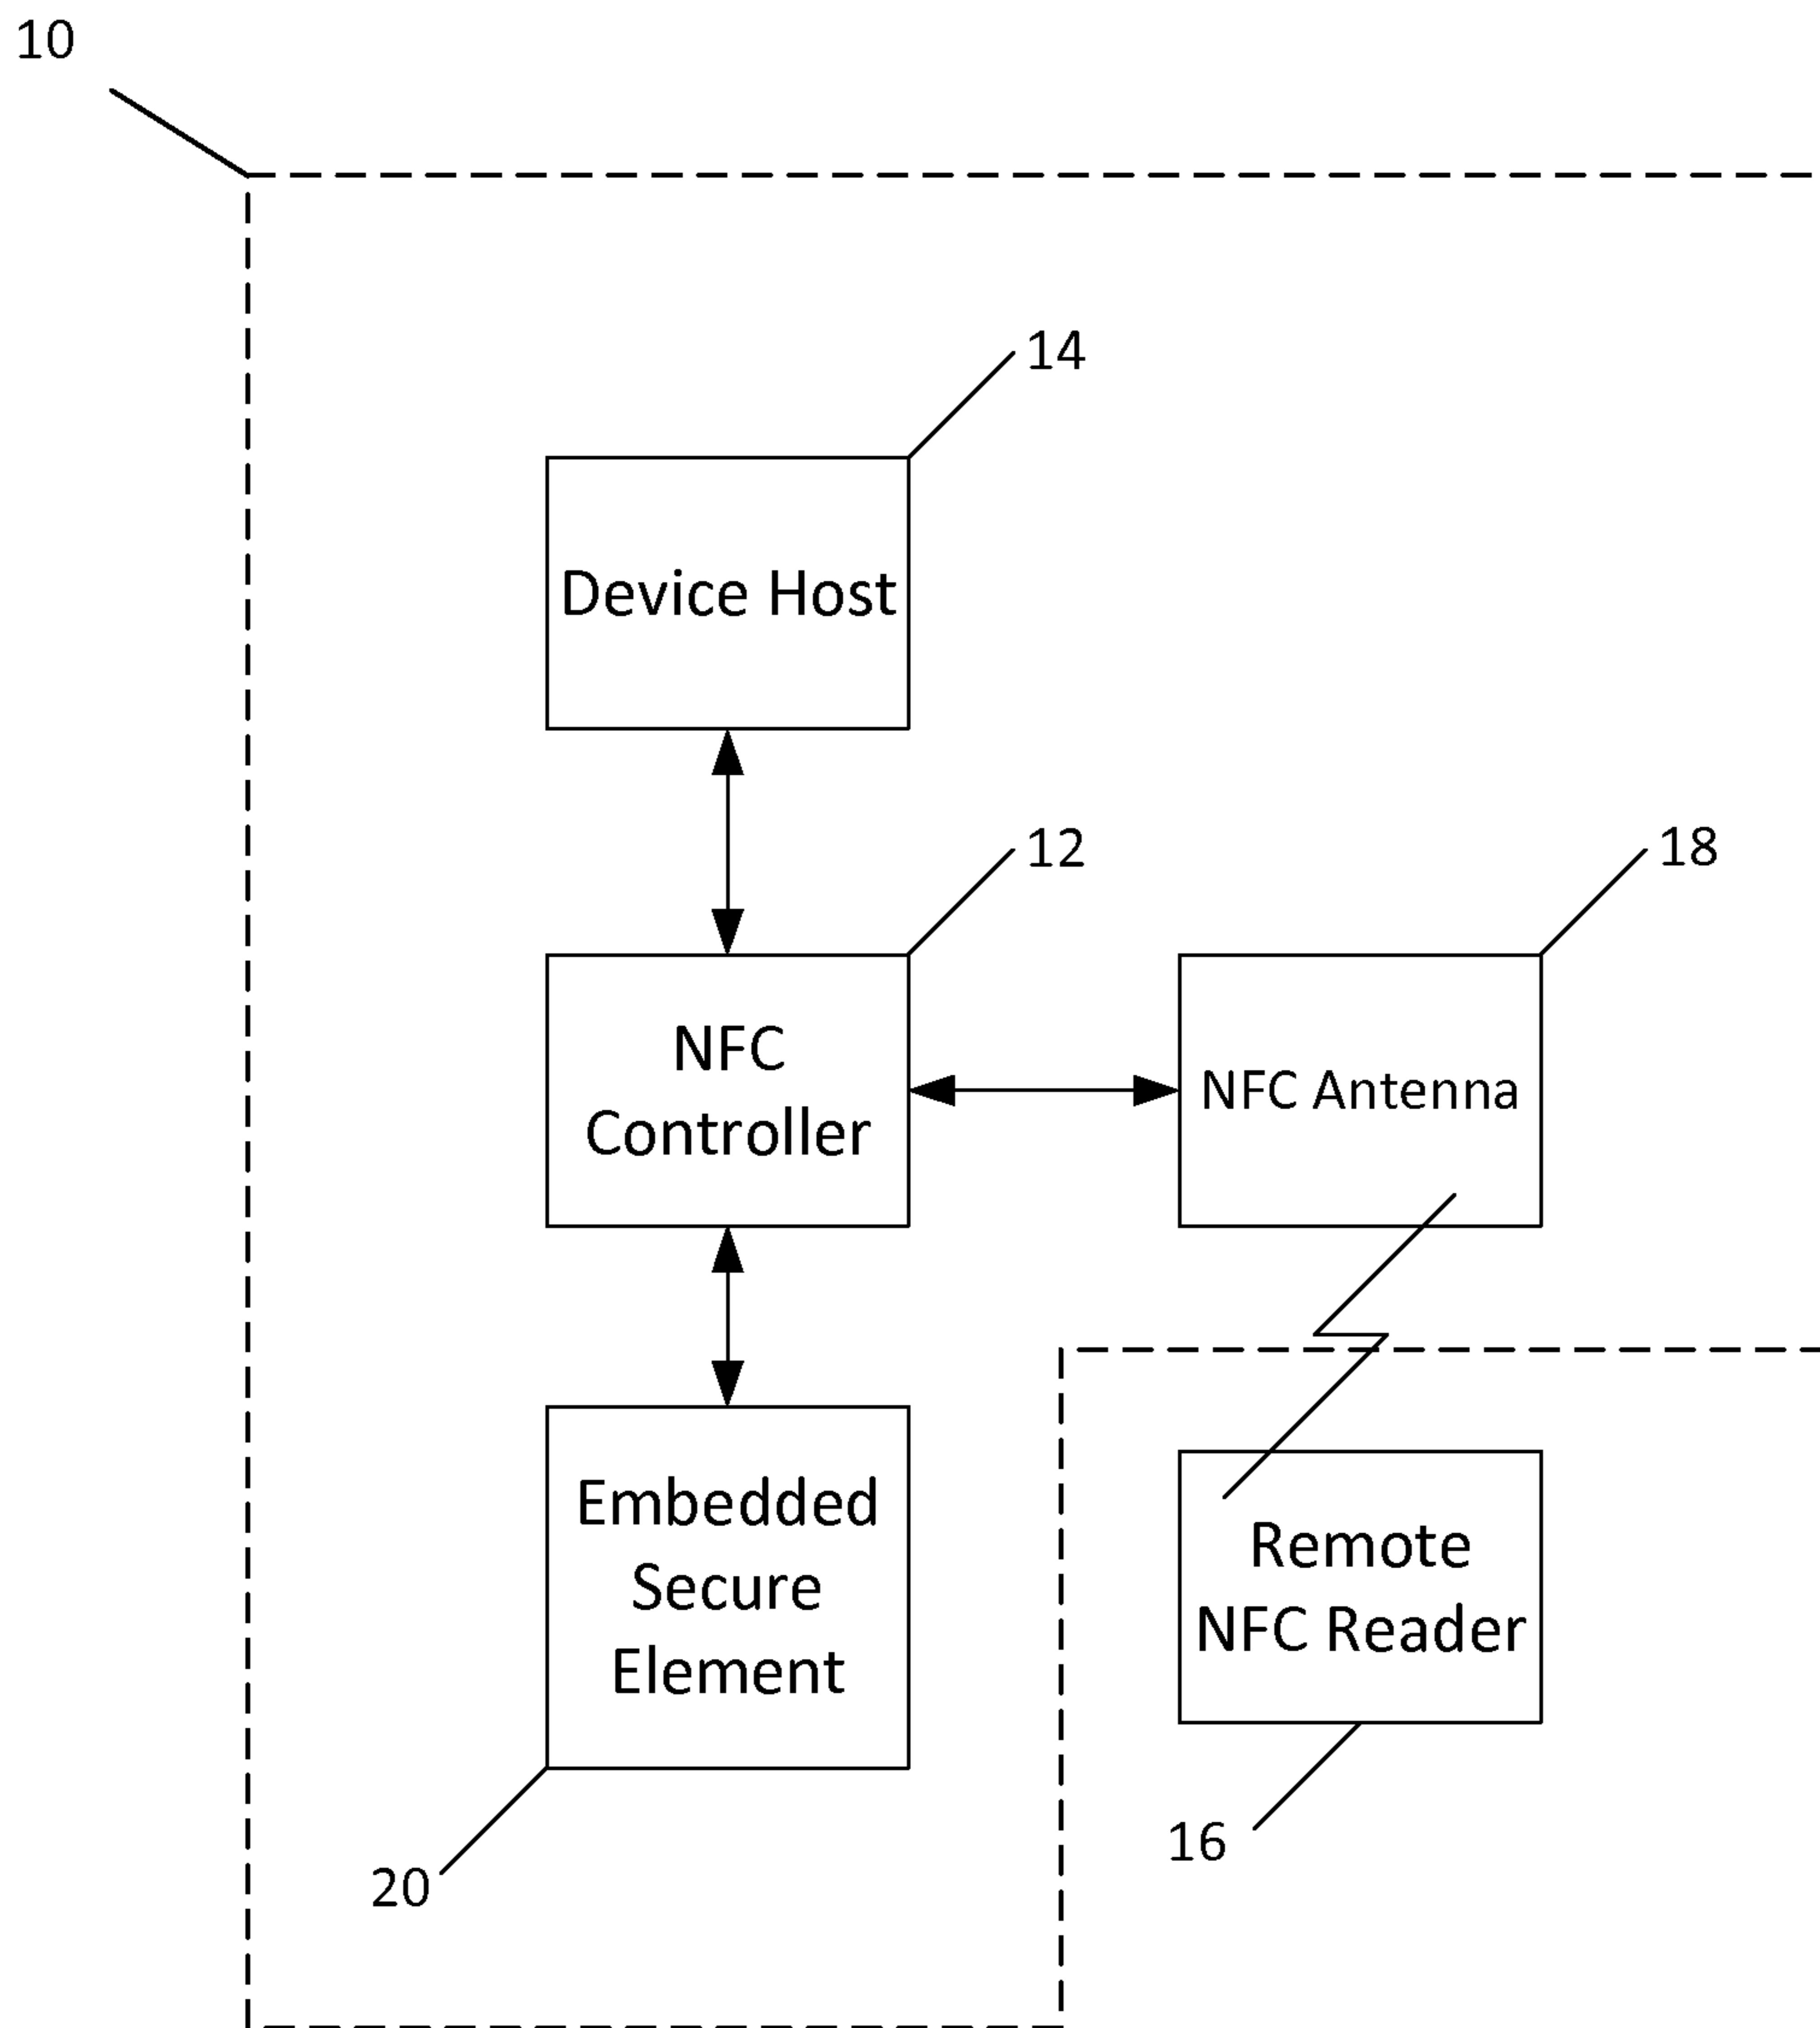 10
14
Device Host
12
18
NFC
Controller
NFC Antenna
Embedded
Secure
Element
Remote
NFC Reader
16
20